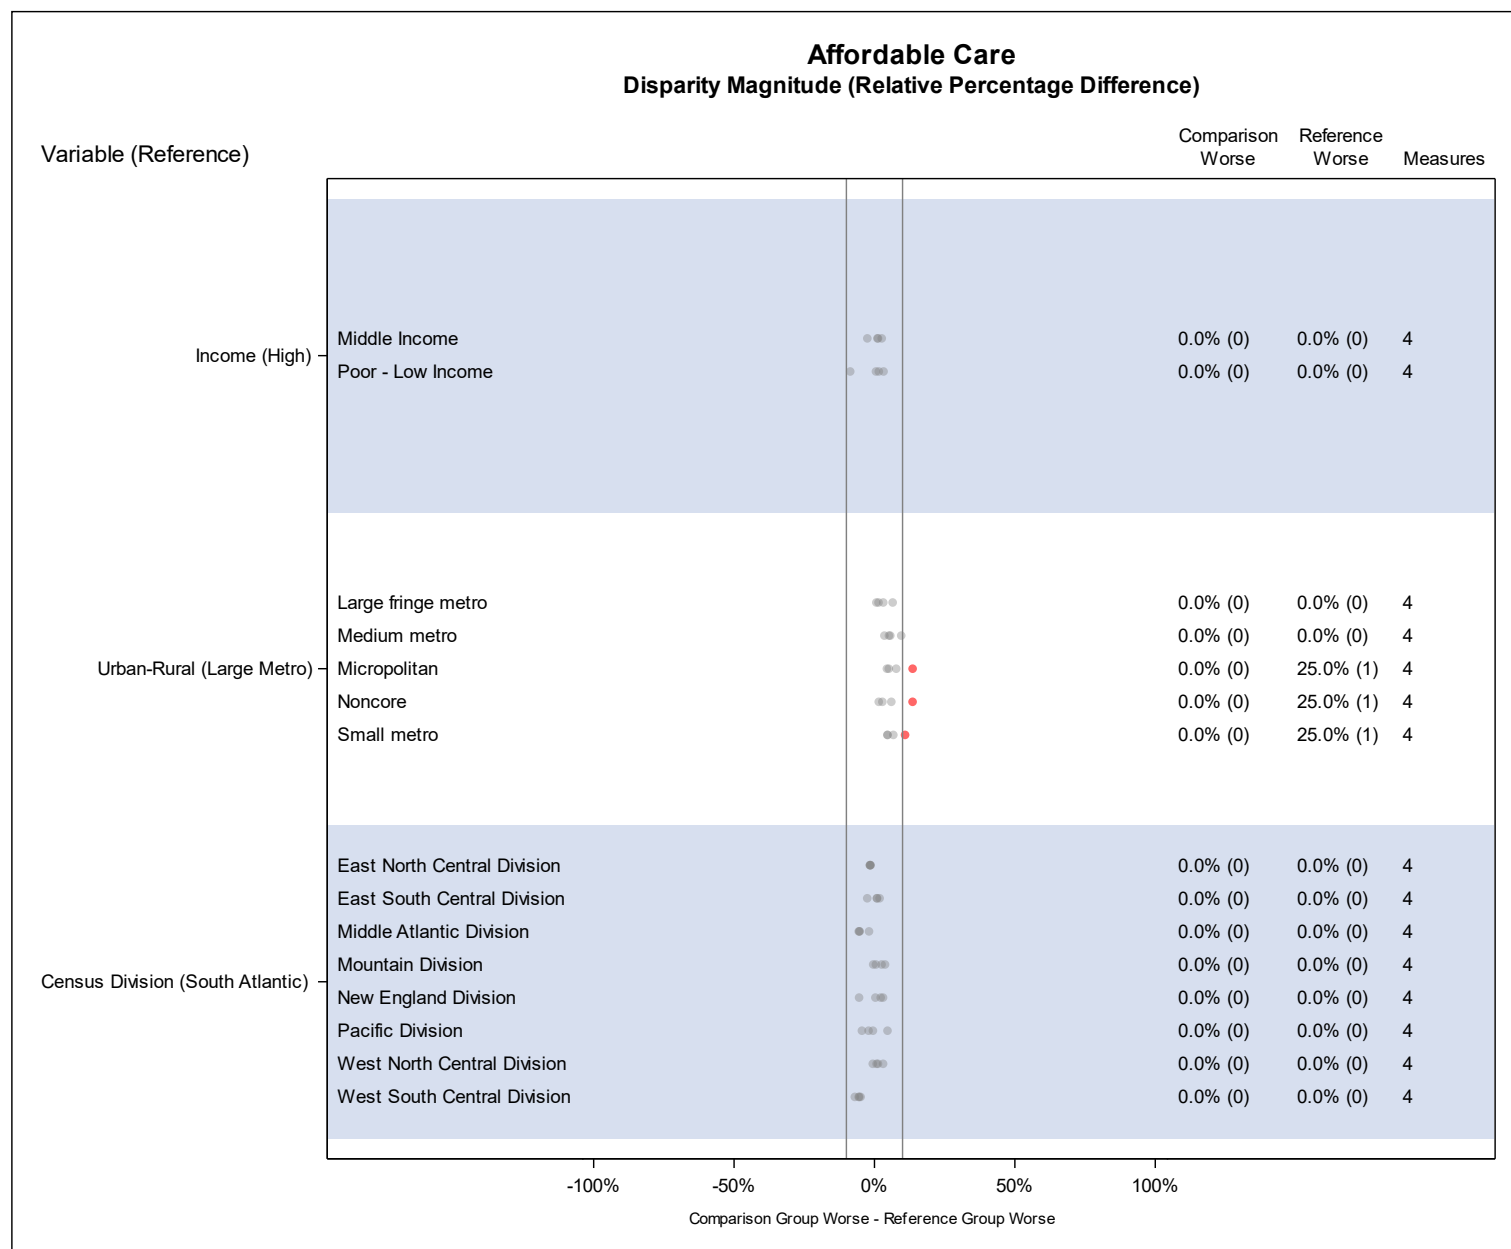 Affordable Care
Disparity Magnitude (Relative Percentage Difference)
Variable (Reference)
Comparison Worse
Reference Worse
Measures
Income (High)
Middle Income 0.0% (0) 0.0% (0) 4
Poor - Low Income 0.0% (0) 0.0% (0) 4
Urban-Rural (Large Metro)
Large fringe metro 0.0% (0) 0.0% (0) 4
Medium metro 0.0% (0) 0.0% (0) 4
Micropolitan 0.0% (0) 25.0% (1) 4
Noncore 0.0% (0) 25.0% (1) 4
Small metro 0.0% (0) 25.0% (1) 4
Census Division (South Atlantic)
East North Central Division 0.0% (0) 0.0% (0) 4
East South Central Division 0.0% (0) 0.0% (0) 4
Middle Atlantic Division 0.0% (0) 0.0% (0) 4
Mountain Division 0.0% (0) 0.0% (0) 4
New England Division 0.0% (0) 0.0% (0) 4
Pacific Division 0.0% (0) 0.0% (0) 4
West North Central Division 0.0% (0) 0.0% (0) 4
West South Central Division 0.0% (0) 0.0% (0) 4
-100% -50% 0% 50% 100%
Comparison Group Worse - Reference Group Worse